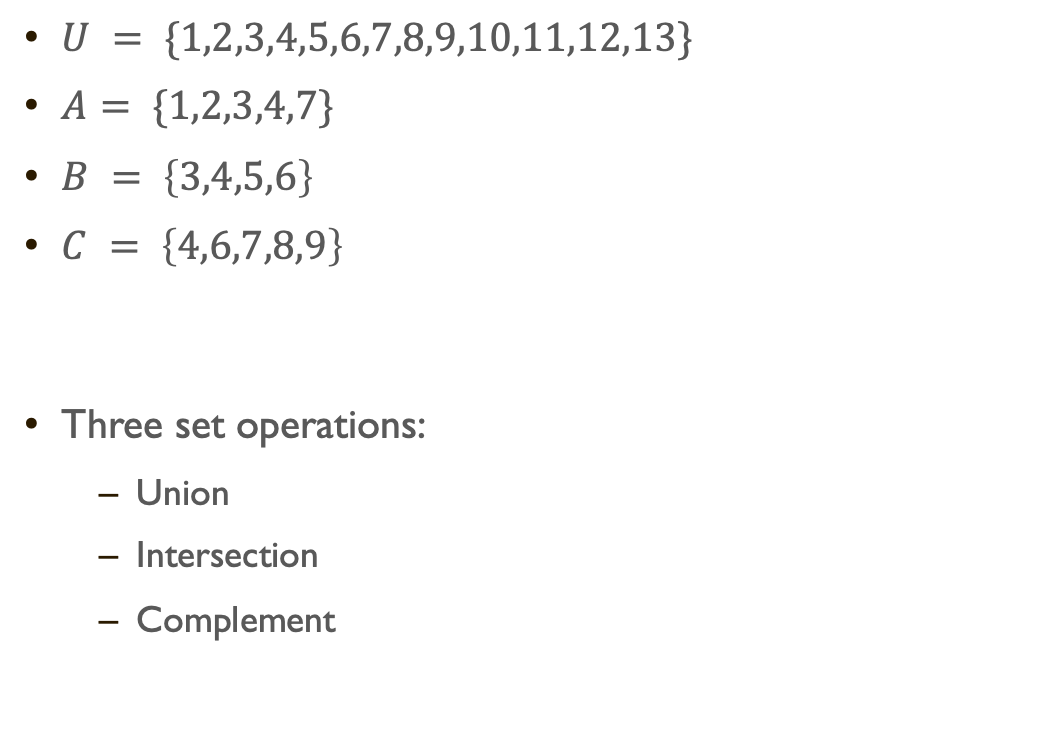 • U = {1,2,3,4,5,6,7,8,9,10,11,12,13}
• A = {1,2,3,4,7}
• B = {3,4,5,6}
• C = {4,6,7,8,9}
• Three set operations:
– Union
– Intersection
– Complement